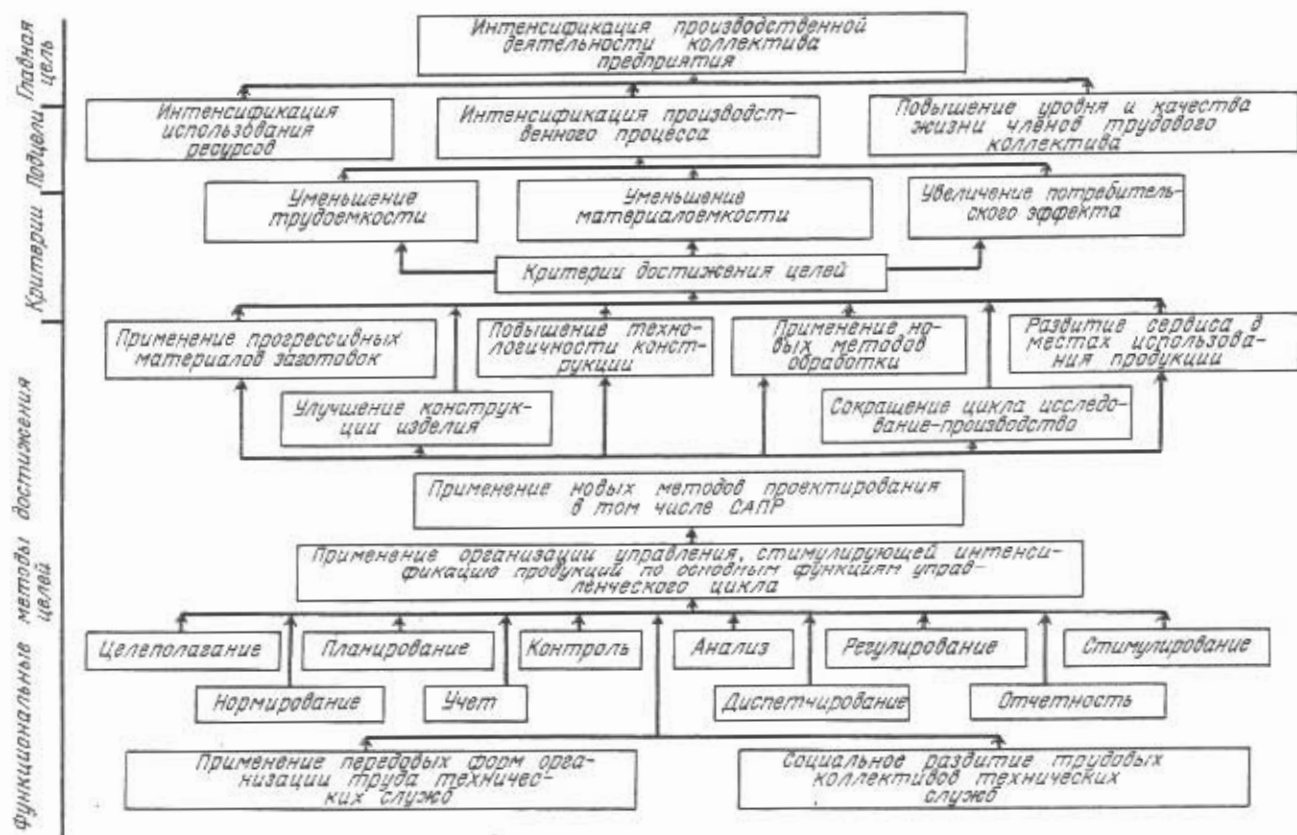 Главная
цель
Интенсификация производственной
деятельности коллектива
предприятия
Подцели
Интенсификация
использования
ресурсов
Интенсификация производст-
венного процесса
Повышение уровня и качества
жизни членов трудового
коллектива
Критерии
Уменьшение
трудоемкости
Уменьшение
материалоемкости
Увеличение потребитель-
ского эффекта
Критерии достижения целей
Функциональные методы достижения
целей
Применение прогрессивных
материалов заготовок
Повышение техно-
логичности конст-
рукции
Применение но-
вых методов
обработки
Развитие сервиса в
местах использова-
ния продукции
Улучшение конструк-
ции изделия
Сокращение цикла исследо-
вание-производство
Применение новых методов проектирования
в том числе САПР
Применение организации управления, стимулирующей интенси-
фикацию продукций по основным функциям управ-
ленческого цикла
Целеполагание
Планирование
Контроль
Анализ
Регулирование
Стимулирование
Нормирование
Учет
Диспетчирование
Отчетность
Применение передовых форм орга-
низации труда техничес-
ких служб
Социальное развитие трудовых
коллективов технических
служб